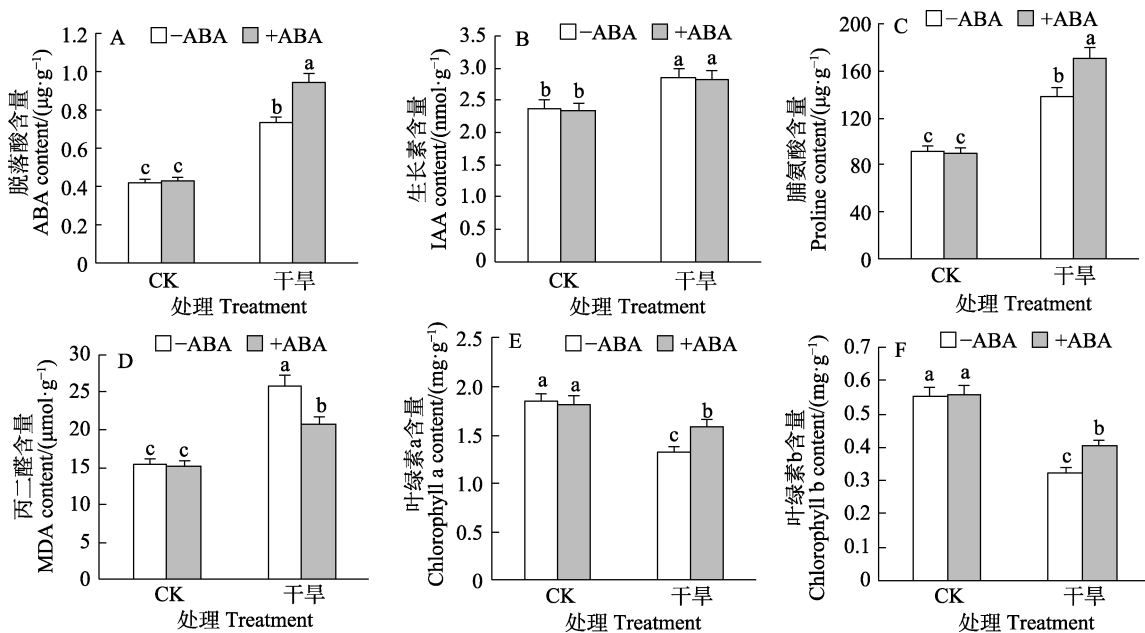 A
−ABA +ABA
脱落酸含量
ABA content/(μg·g⁻¹)
1.2
1.0
0.8
0.6
0.4
0.2
0
c c b a
CK 干旱
处理 Treatment
B
−ABA +ABA
生长素含量
IAA content/(nmol·g⁻¹)
3.5
3.0
2.5
2.0
1.5
1.0
0.5
0
b b a a
CK 干旱
处理 Treatment
C
−ABA +ABA
脯氨酸含量
Proline content/(μg·g⁻¹)
200
160
120
80
40
0
c c b a
CK 干旱
处理 Treatment
D
−ABA +ABA
丙二醛含量
MDA content/(μmol·g⁻¹)
30
25
20
15
10
5
0
c c a b
CK 干旱
处理 Treatment
E
−ABA +ABA
叶绿素a含量
Chlorophyll a content/(mg·g⁻¹)
2.5
2.0
1.5
1.0
0.5
0
a a c b
CK 干旱
处理 Treatment
F
−ABA +ABA
叶绿素b含量
Chlorophyll b content/(mg·g⁻¹)
0.7
0.6
0.5
0.4
0.3
0.2
0.1
0
a a c b
CK 干旱
处理 Treatment